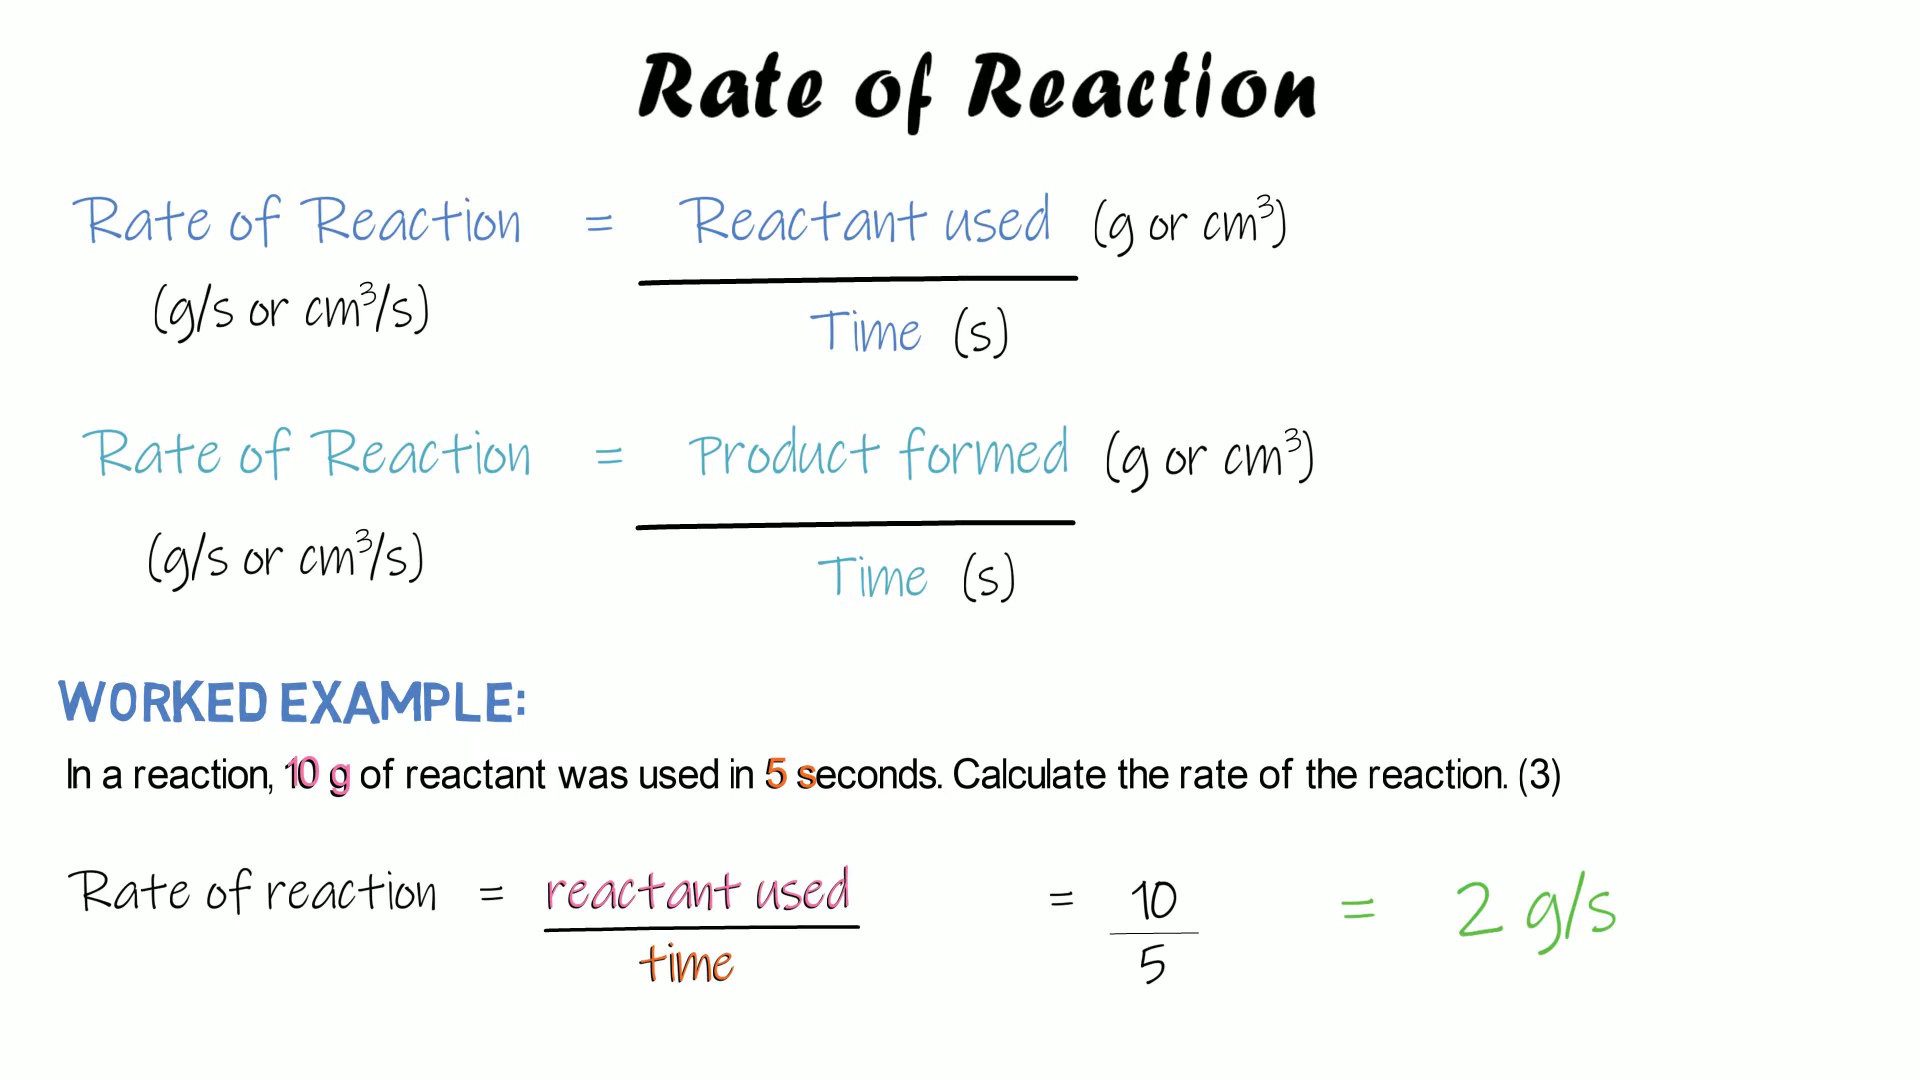 Rate of Reaction
Rate of Reaction = Reactant used (g or cm³)
(g/s or cm³/s)
Time (s)
Rate of Reaction = Product formed (g or cm³)
(g/s or cm³/s)
Time (s)
WORKED EXAMPLE:
In a reaction, 10 g of reactant was used in 5 seconds. Calculate the rate of the reaction. (3)
Rate of reaction = reactant used = 10 = 2 g/s
time 5